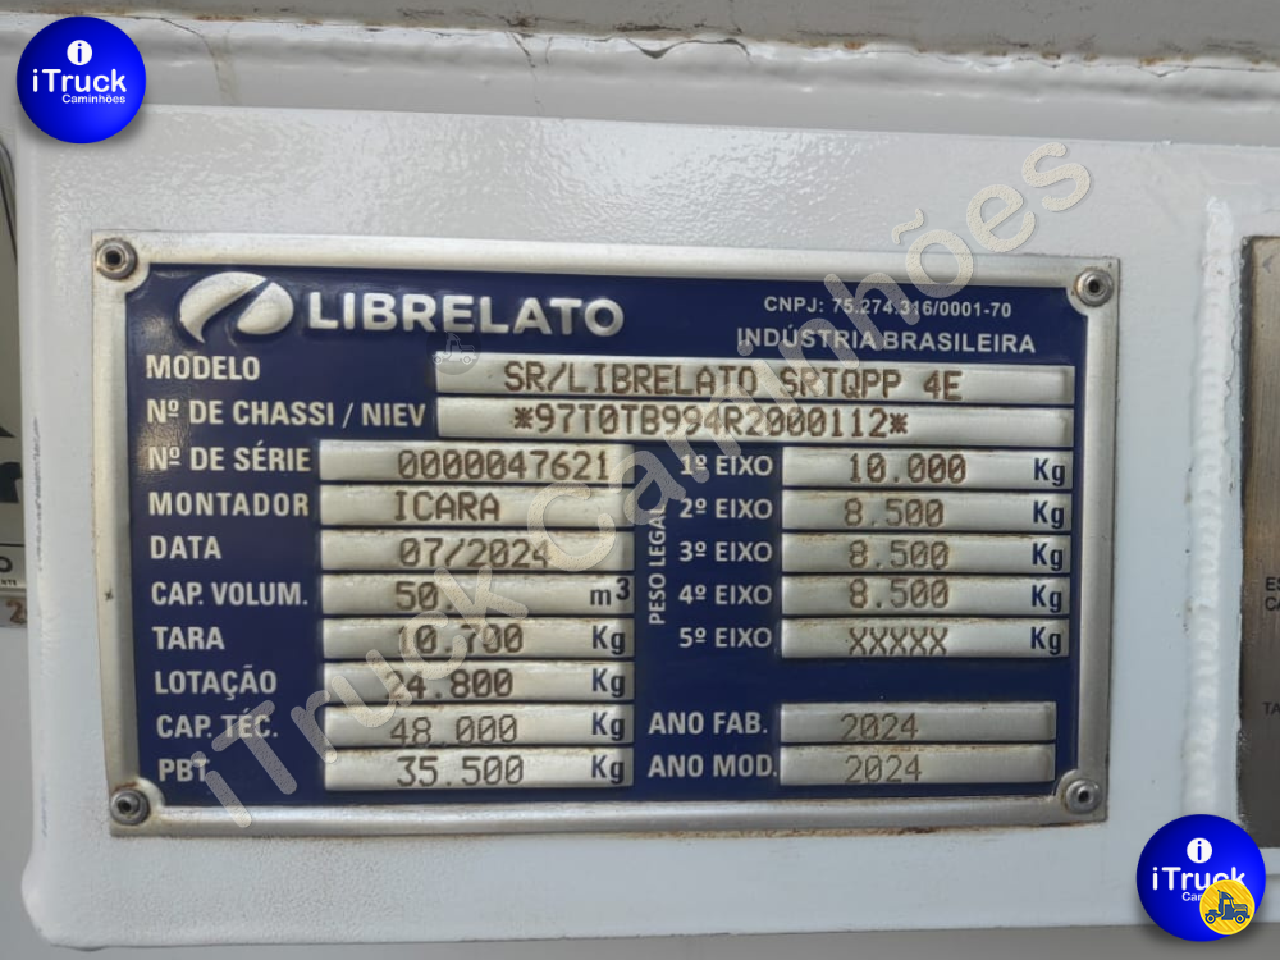 i
iTruck
Caminhões
LIBRELATO
CNPJ: 75.274.316/0001-70
INDÚSTRIA BRASILEIRA
MODELO SR/LIBRELATO SRTQPP 4E
Nº DE CHASSI / NIEV *97T0TB994R2000112*
Nº DE SÉRIE 0000047621
MONTADOR ICARA
DATA 07/2024
CAP. VOLUM. 50 m³
TARA 10.700 Kg
LOTAÇÃO 24.800 Kg
CAP. TÉC. 48.000 Kg
PBT 35.500 Kg
PESO LEGAL
1º EIXO 10.000 Kg
2º EIXO 8.500 Kg
3º EIXO 8.500 Kg
4º EIXO 8.500 Kg
5º EIXO XXXXX
ANO FAB. 2024
ANO MOD. 2024
iTruck Caminhões
i
iTruck